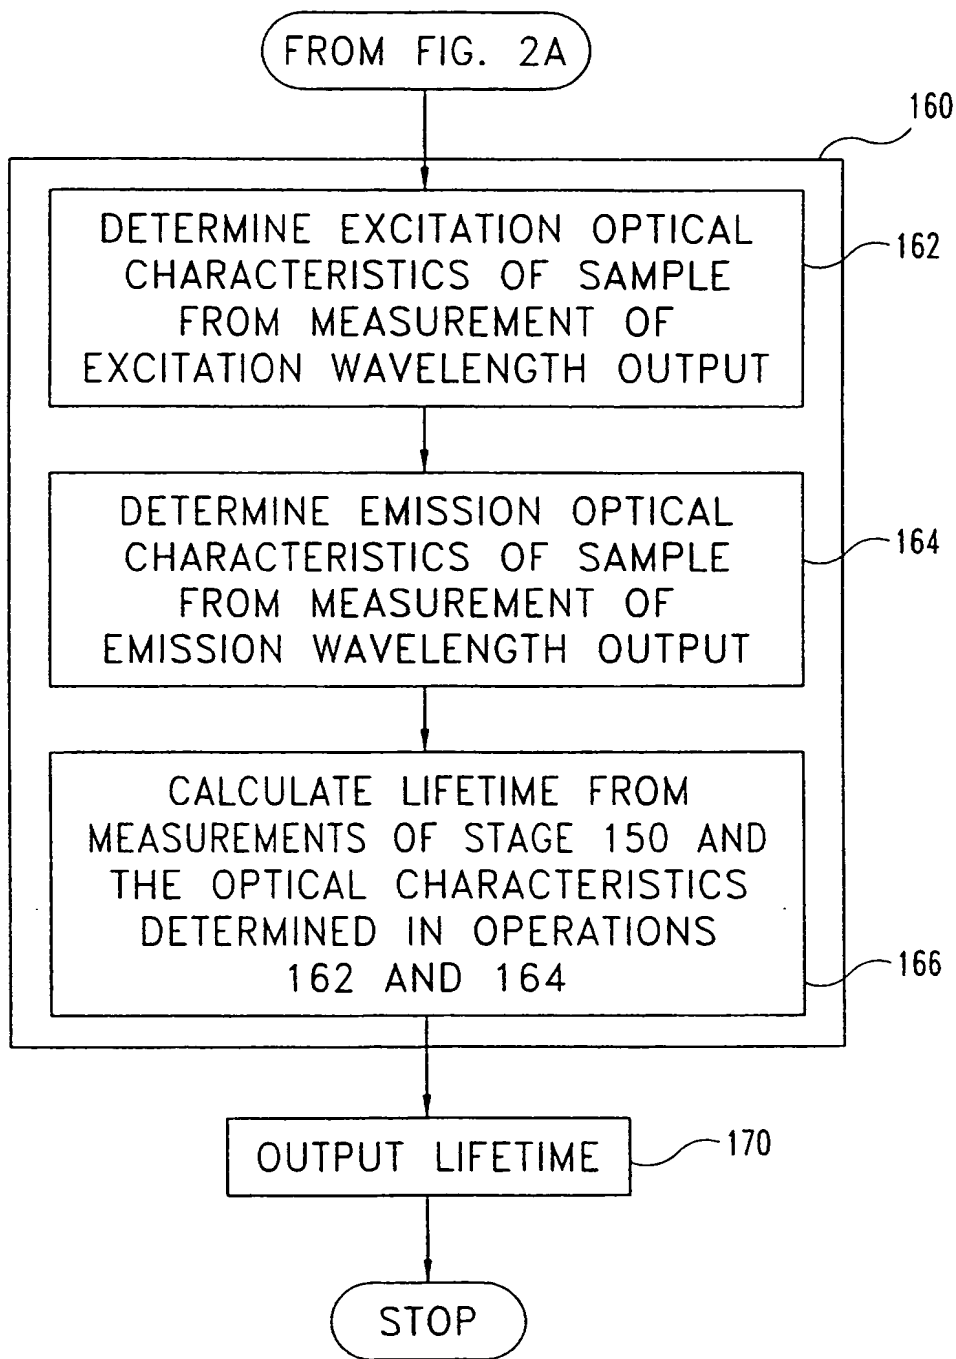 FROM FIG. 2A
160
DETERMINE EXCITATION OPTICAL
CHARACTERISTICS OF SAMPLE
FROM MEASUREMENT OF
EXCITATION WAVELENGTH OUTPUT
162
DETERMINE EMISSION OPTICAL
CHARACTERISTICS OF SAMPLE
FROM MEASUREMENT OF
EMISSION WAVELENGTH OUTPUT
164
CALCULATE LIFETIME FROM
MEASUREMENTS OF STAGE 150 AND
THE OPTICAL CHARACTERISTICS
DETERMINED IN OPERATIONS
162 AND 164
166
OUTPUT LIFETIME
170
STOP